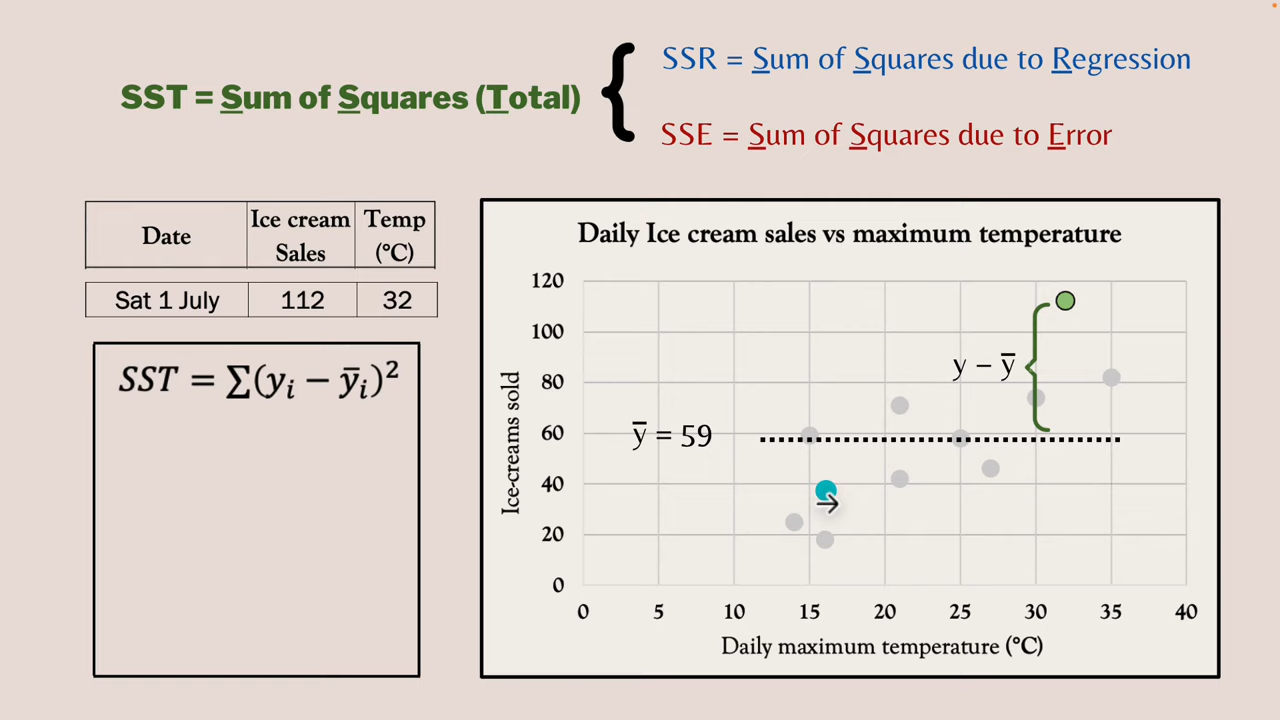 SST = Sum of Squares (Total)
SSR = Sum of Squares due to Regression
SSE = Sum of Squares due to Error
Date
Ice cream
Sales
Temp
(°C)
Sat 1 July
112
32
SST = ∑(yᵢ − ȳᵢ)²
Daily Ice cream sales vs maximum temperature
Ice-creams sold
120
100
80
60
40
20
0
y − ȳ
ȳ = 59
0 5 10 15 20 25 30 35 40
Daily maximum temperature (°C)